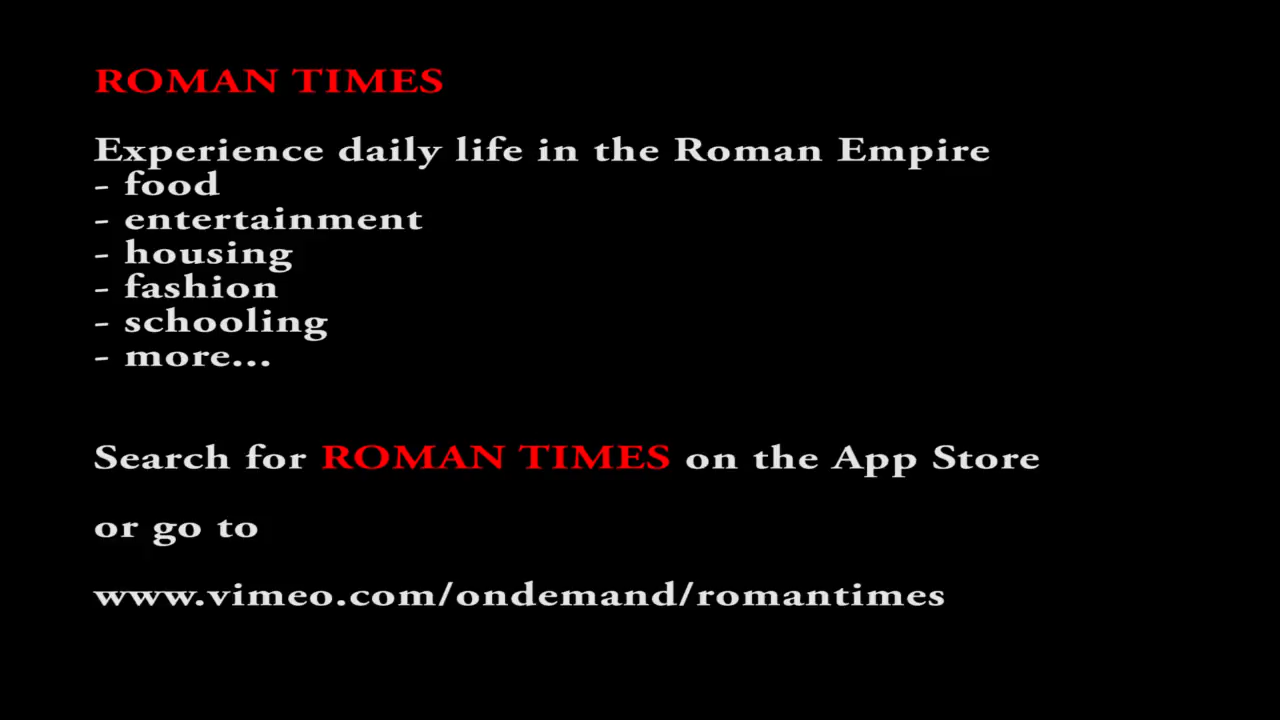 ROMAN TIMES
Experience daily life in the Roman Empire
- food
- entertainment
- housing
- fashion
- schooling
- more...
Search for ROMAN TIMES on the App Store
or go to
www.vimeo.com/ondemand/romantimes